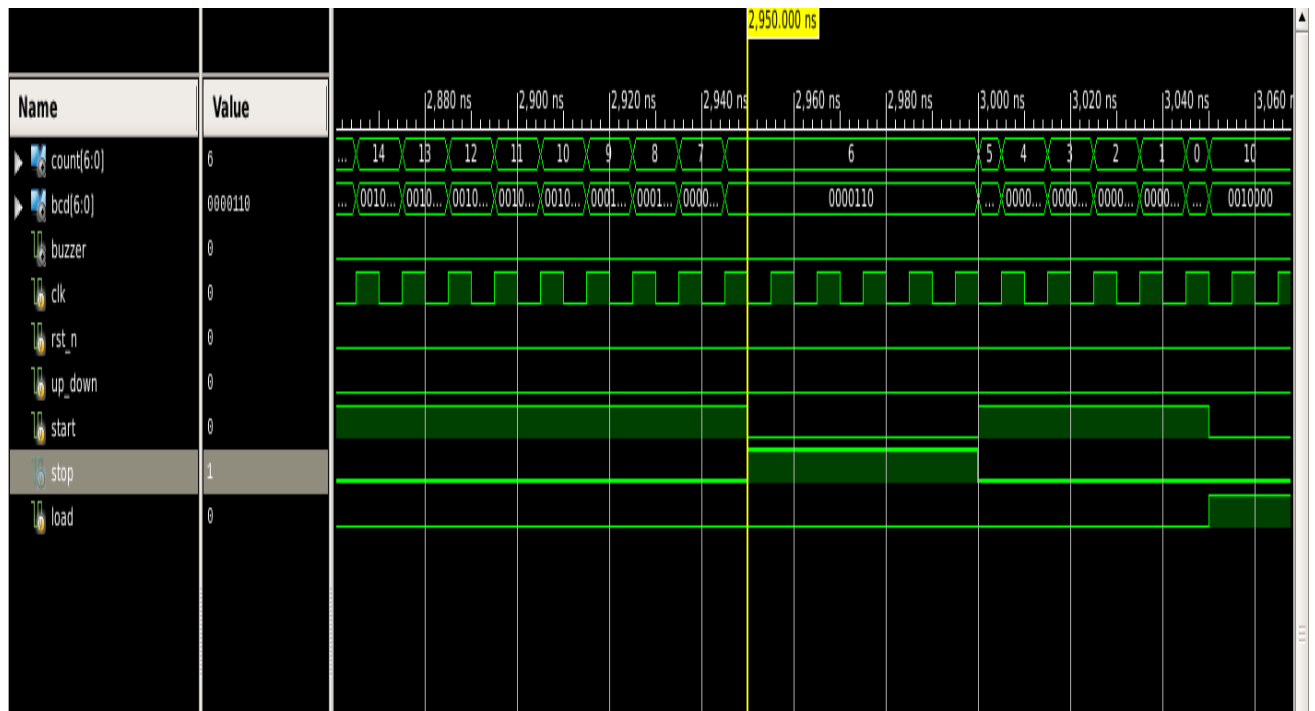 2,950.000 ns
Name Value 2,880 ns 2,900 ns 2,920 ns 2,940 ns 2,960 ns 2,980 ns 3,000 ns 3,020 ns 3,040 ns 3,060 n
count[6:0] 6 ... 14 13 12 11 10 9 8 7 6 5 4 3 2 1 0 10
bcd[6:0] 0000110 ... 0010... 0010... 0010... 0010... 0010... 0001... 0001... 0000... 0000110 ... 0000... 0000... 0000... 0000... ... 0010000
buzzer 0
clk 0
rst_n 0
up_down 0
start 0
stop 1
load 0